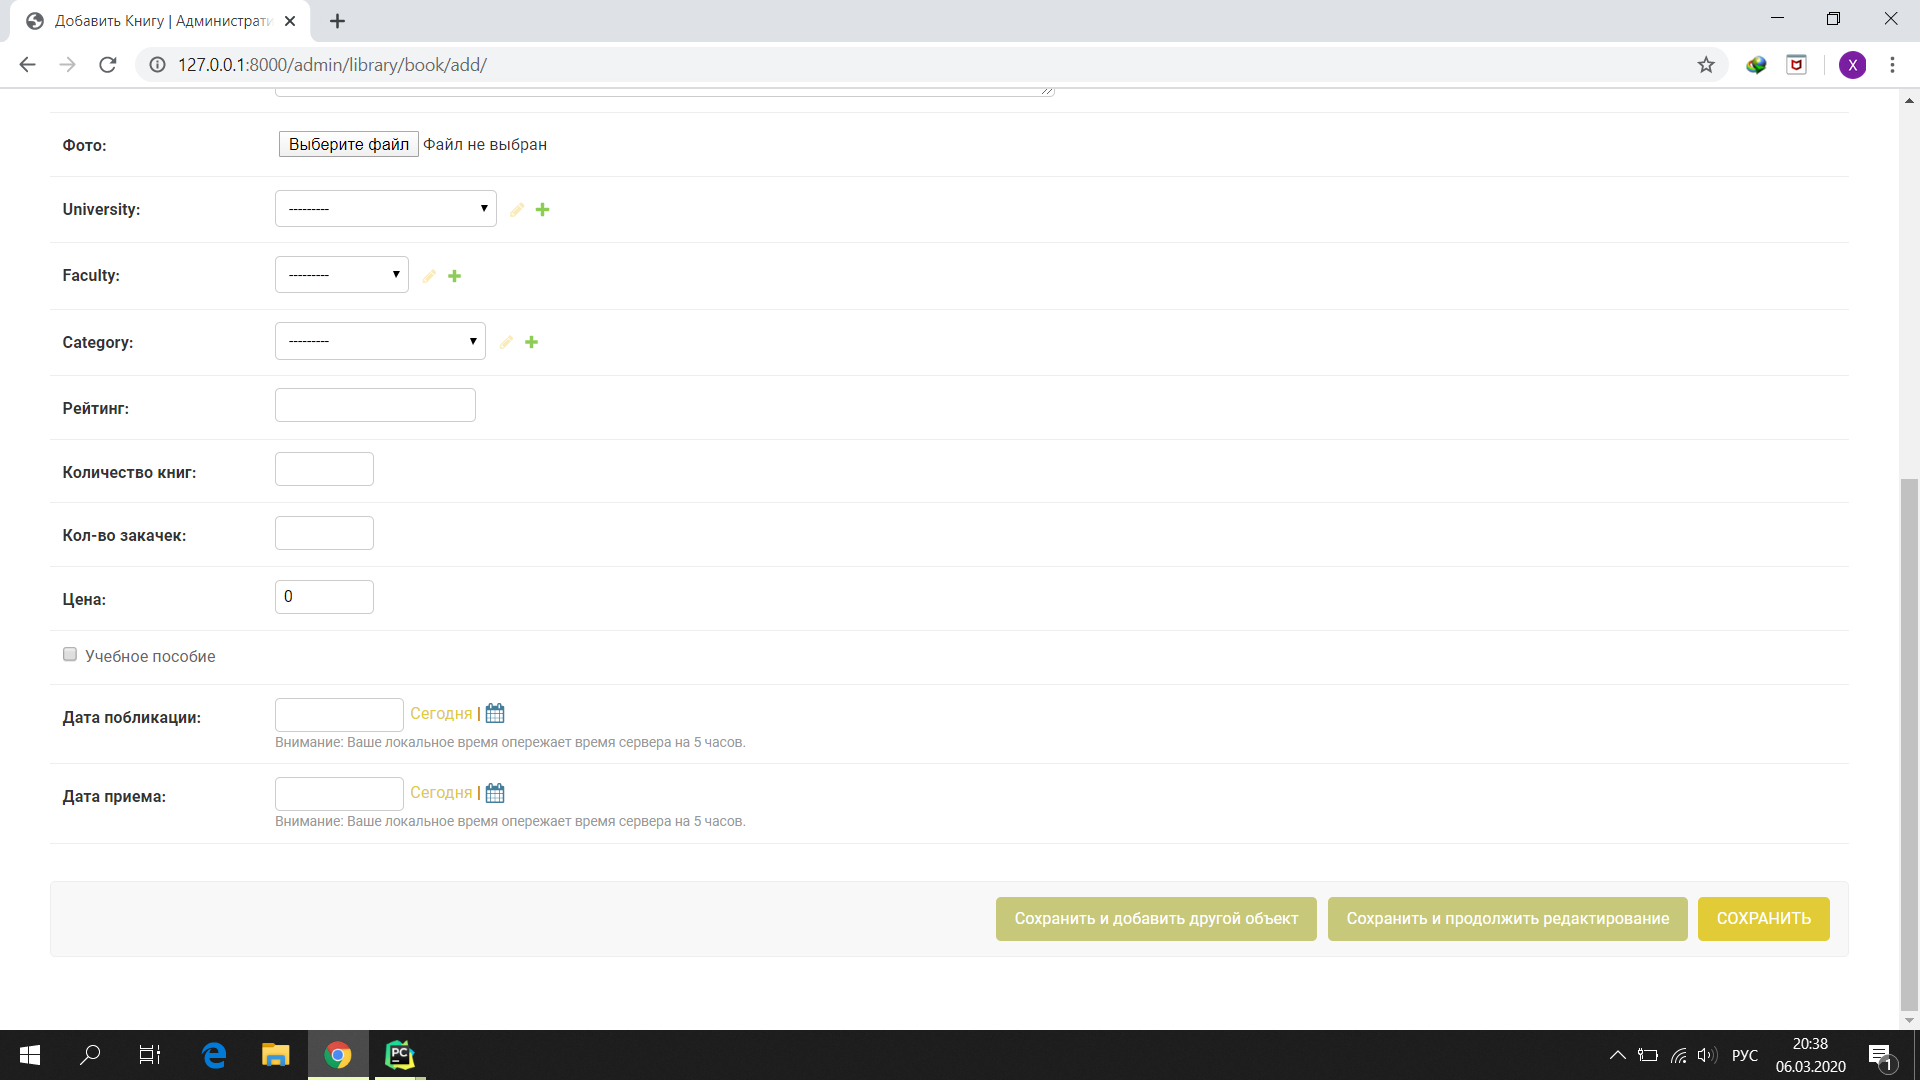 Добавить Книгу | Администрати
127.0.0.1:8000/admin/library/book/add/
X
Фото: Выберите файл Файл не выбран
University: ---------
Faculty: ---------
Category: ---------
Рейтинг:
Количество книг:
Кол-во закачек:
Цена: 0
Учебное пособие
Дата побликации: Сегодня |
Внимание: Ваше локальное время опережает время сервера на 5 часов.
Дата приема: Сегодня |
Внимание: Ваше локальное время опережает время сервера на 5 часов.
Сохранить и добавить другой объект Сохранить и продолжить редактирование СОХРАНИТЬ
PC
РУС
20:38
06.03.2020
1